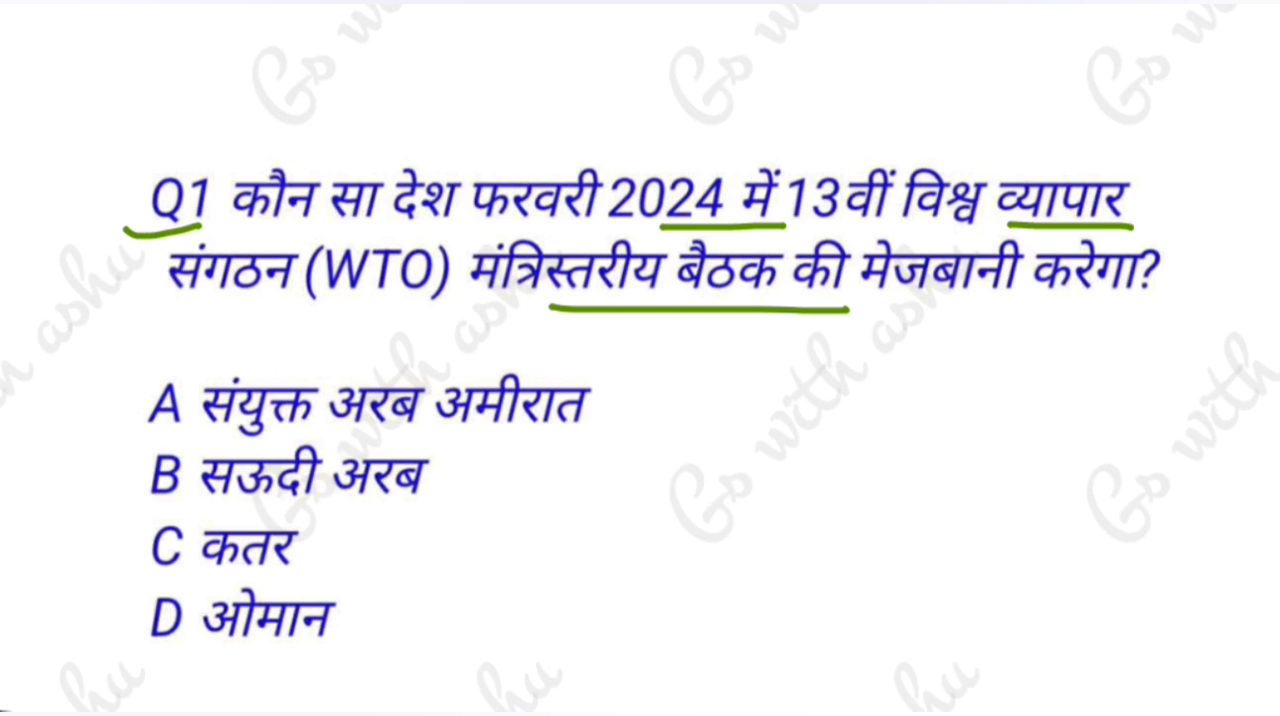 Q1 कौन सा देश फरवरी 2024 में 13वीं विश्व व्यापार
संगठन (WTO) मंत्रिस्तरीय बैठक की मेजबानी करेगा?
A संयुक्त अरब अमीरात
B सऊदी अरब
C कतर
D ओमान